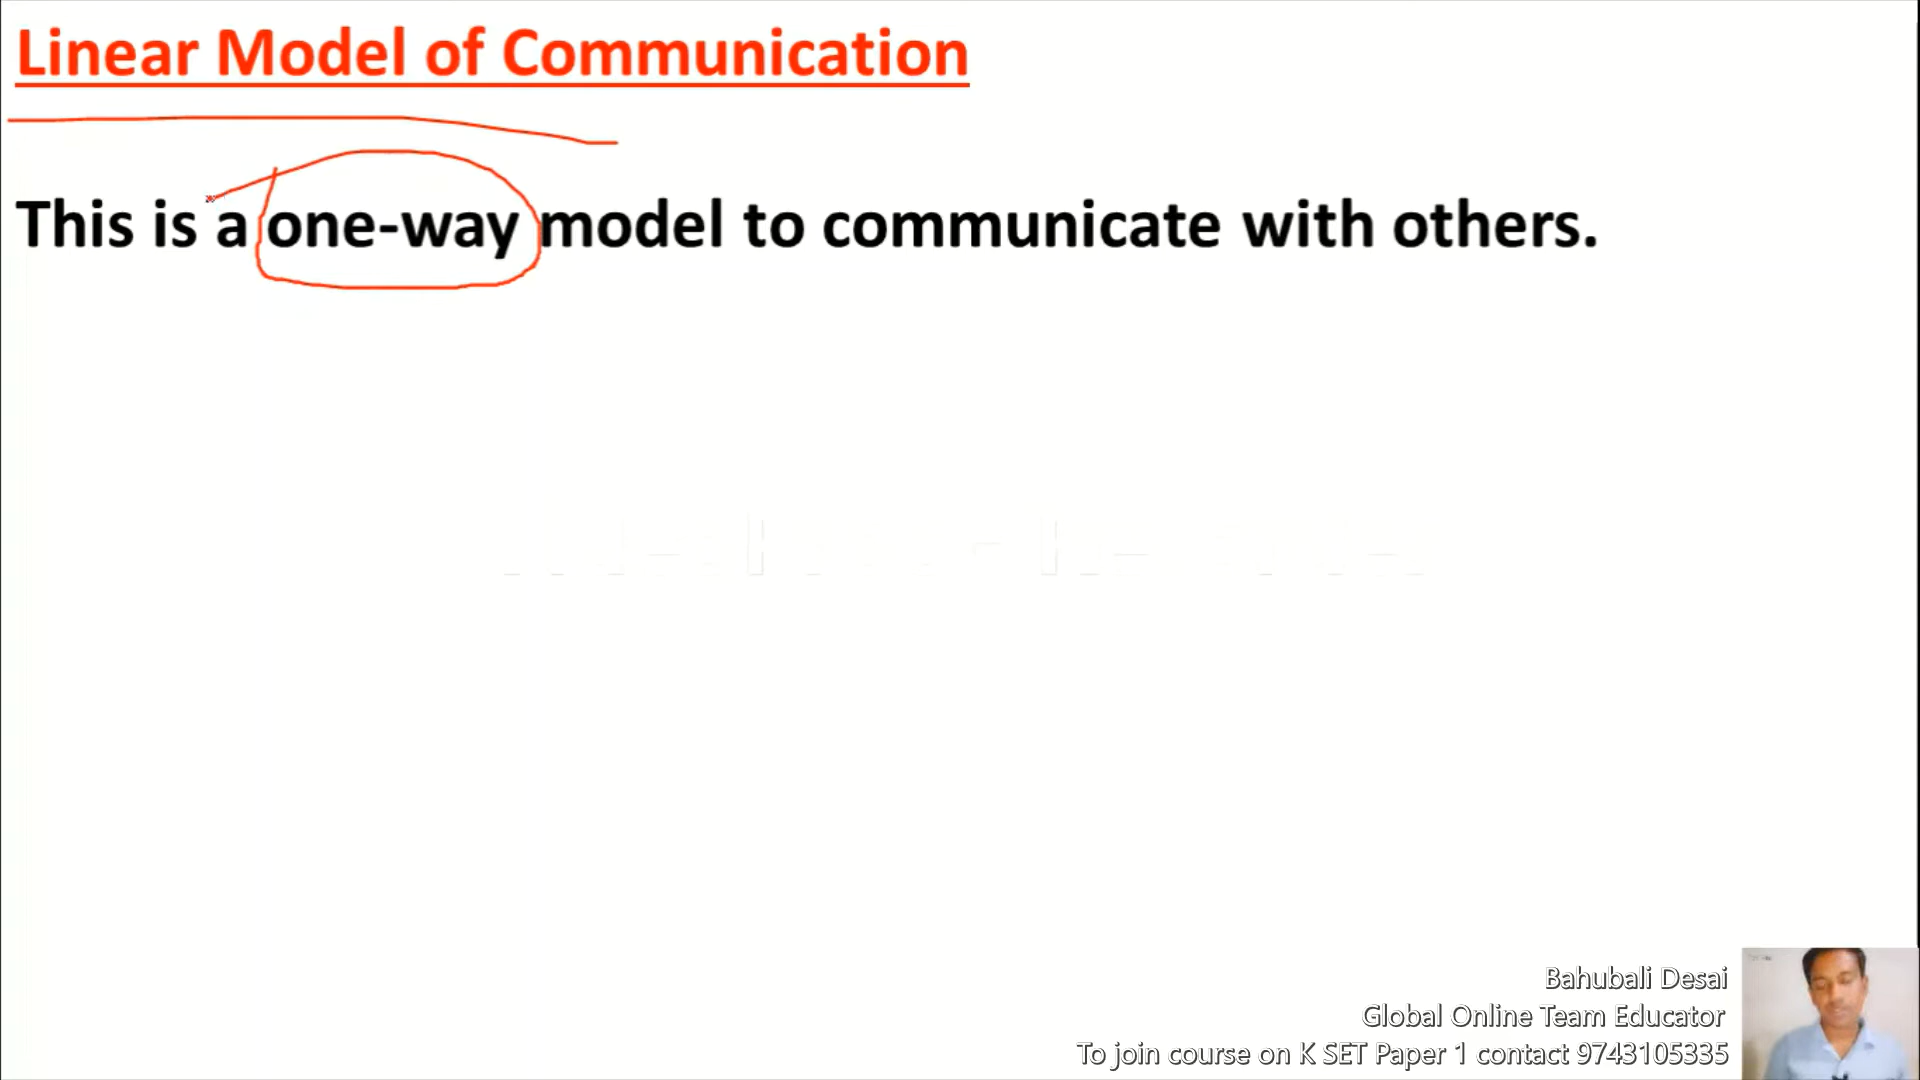 Linear Model of Communication
This is a one-way model to communicate with others.
Bahubali Desai
Global Online Team Educator
To join course on K SET Paper 1 contact 9743105335